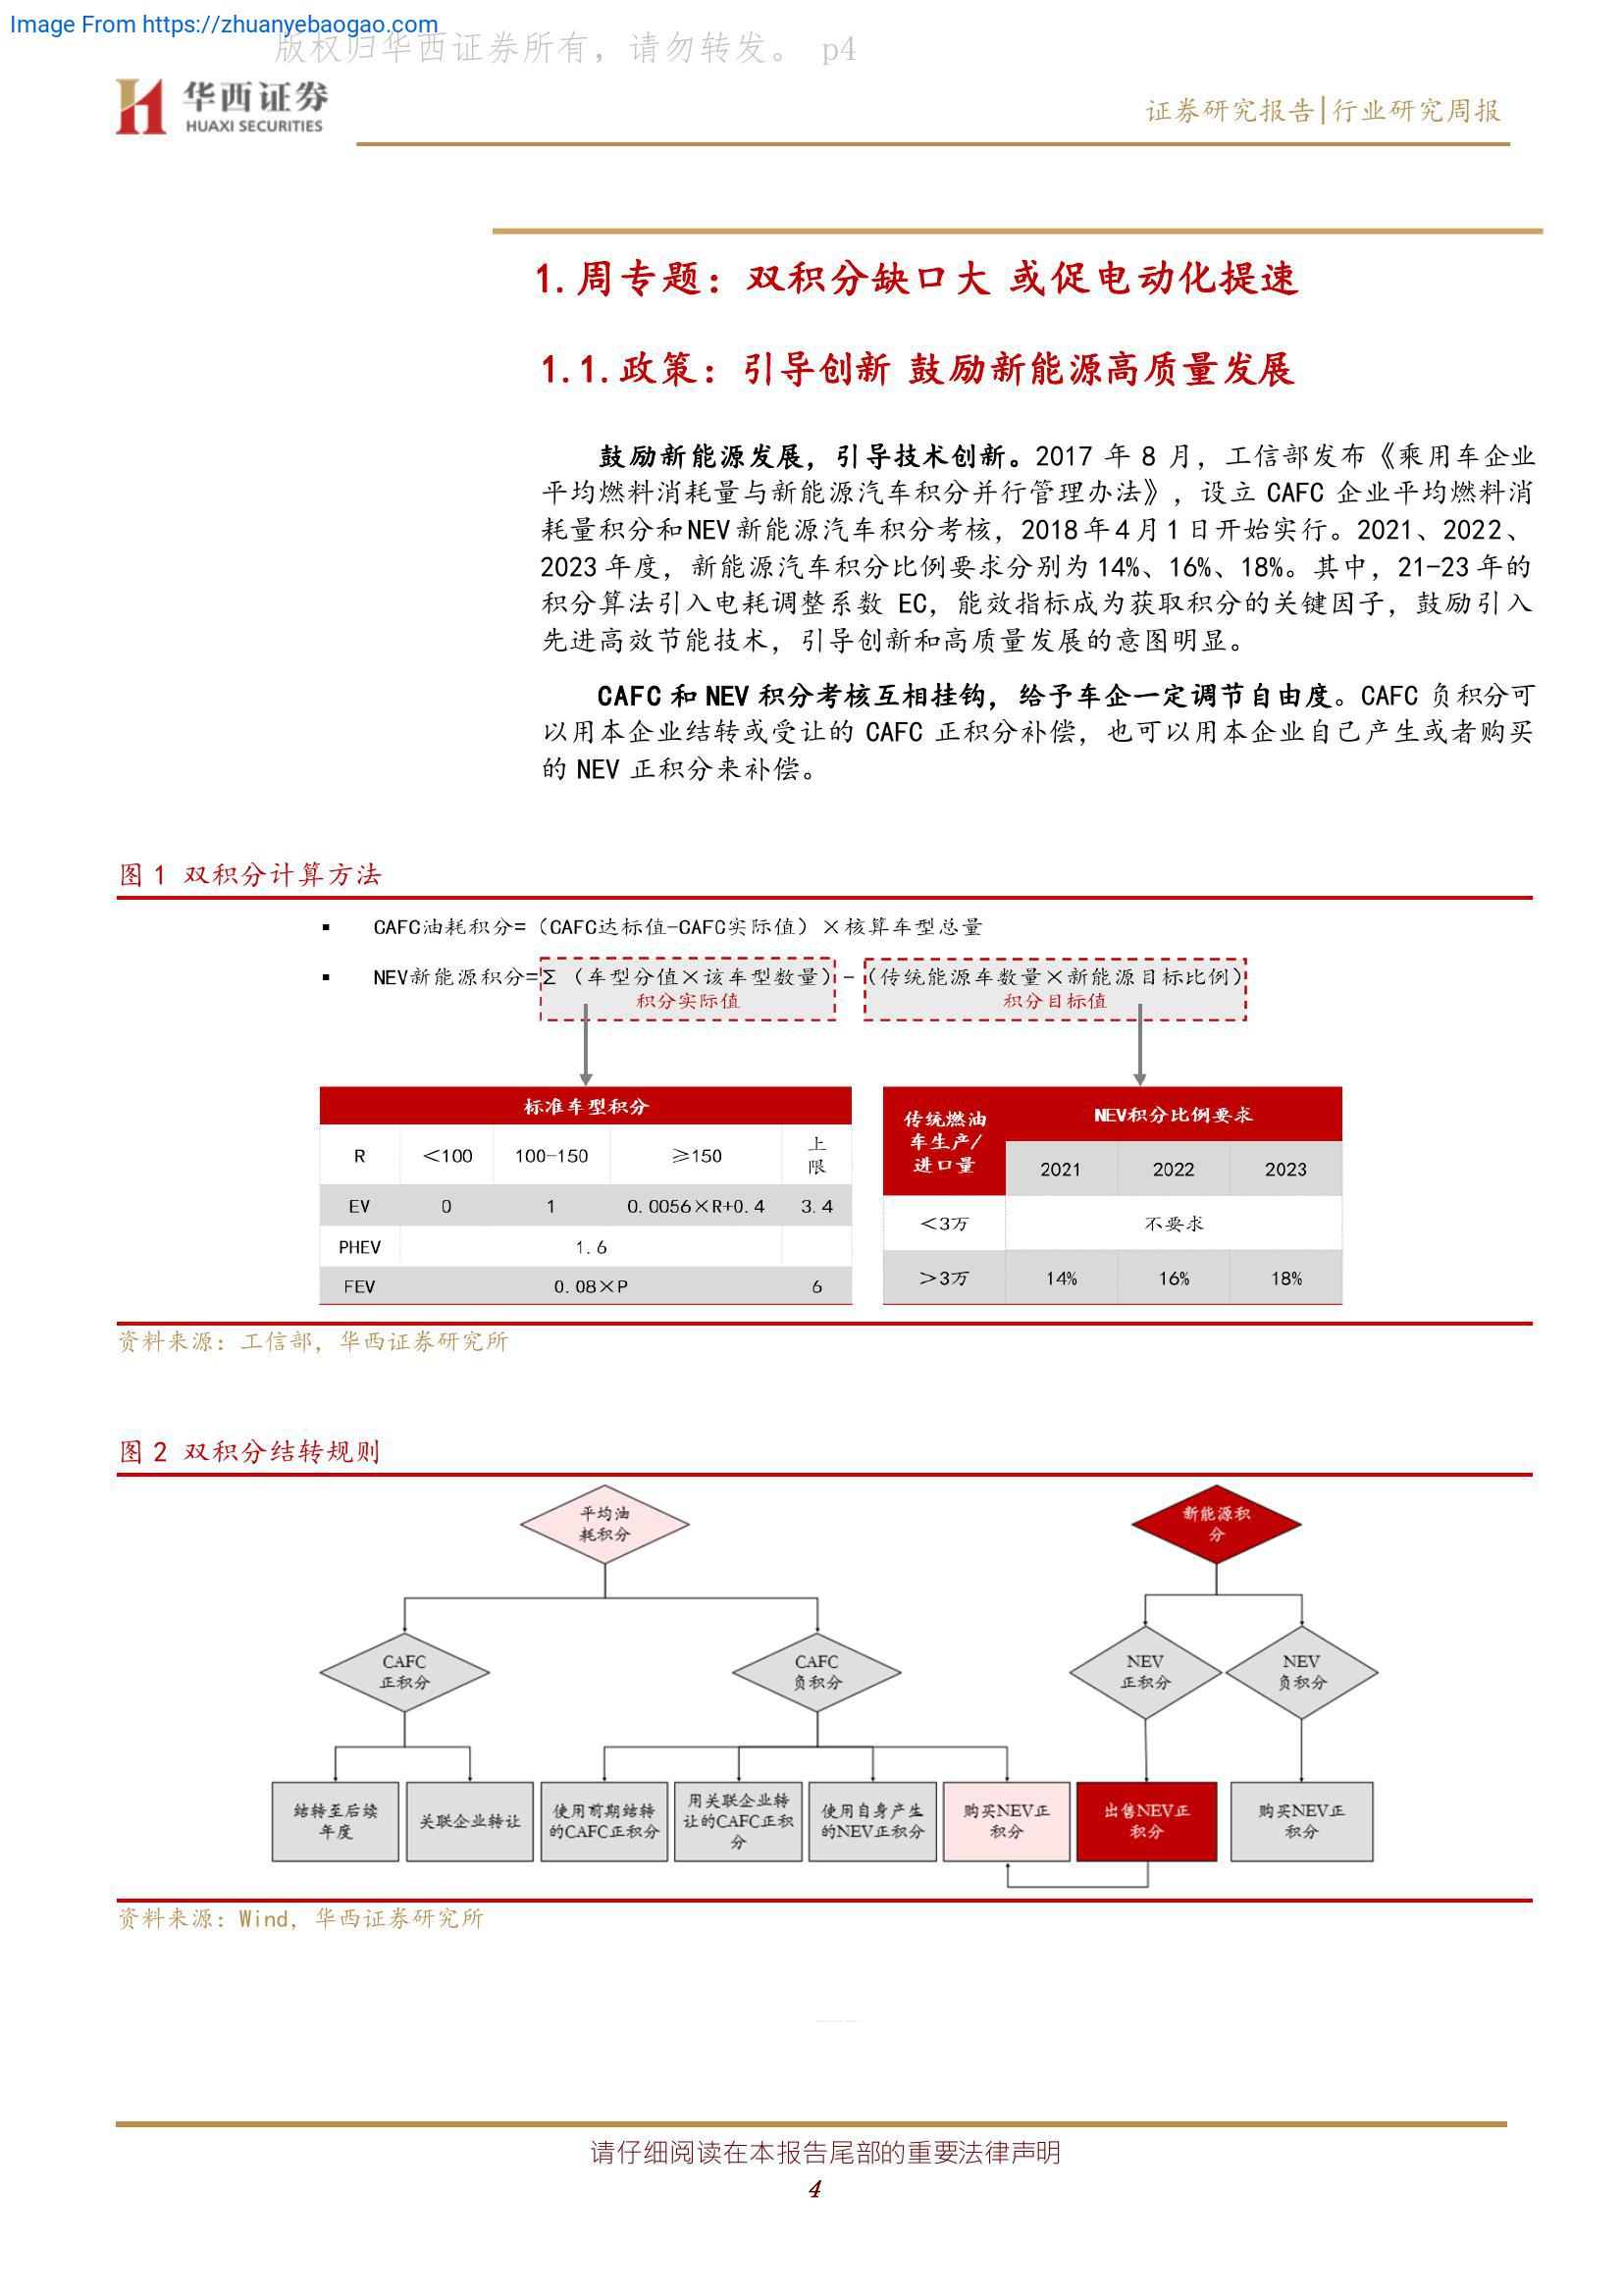 Image From https://zhuanyebaogao.com
版权归华西证券所有，请勿转发。 p4
华西证券
HUAXI SECURITIES
证券研究报告|行业研究周报
1.周专题：双积分缺口大 或促电动化提速
1.1.政策：引导创新 鼓励新能源高质量发展
鼓励新能源发展，引导技术创新。2017 年 8 月，工信部发布《乘用车企业
平均燃料消耗量与新能源汽车积分并行管理办法》，设立 CAFC 企业平均燃料消
耗量积分和 NEV 新能源汽车积分考核，2018 年 4 月 1 日开始实行。2021、2022、
2023 年度，新能源汽车积分比例要求分别为 14%、16%、18%。其中，21-23 年的
积分算法引入电耗调整系数 EC，能效指标成为获取积分的关键因子，鼓励引入
先进高效节能技术，引导创新和高质量发展的意图明显。
CAFC 和 NEV 积分考核互相挂钩，给予车企一定调节自由度。CAFC 负积分可
以用本企业结转或受让的 CAFC 正积分补偿，也可以用本企业自己产生或者购买
的 NEV 正积分来补偿。
图 1 双积分计算方法
▪ CAFC油耗积分=（CAFC达标值-CAFC实际值）×核算车型总量
▪ NEV新能源积分=Σ（车型分值×该车型数量）-（传统能源车数量×新能源目标比例）
积分实际值 积分目标值
标准车型积分
R <100 100-150 ≥150 上
限
EV 0 1 0.0056×R+0.4 3.4
PHEV 1.6
FEV 0.08×P 6
传统燃油
车生产/
进口量
NEV积分比例要求
2021 2022 2023
<3万 不要求
>3万 14% 16% 18%
资料来源：工信部，华西证券研究所
图 2 双积分结转规则
平均油
耗积分
新能源积
分
CAFC
正积分
CAFC
负积分
NEV
正积分
NEV
负积分
结转至后续
年度
关联企业转让
使用前期结转
的CAFC正积分
用关联企业转
让的CAFC正积
分
使用自身产生
的NEV正积分
购买NEV正
积分
出售NEV正
积分
购买NEV正
积分
资料来源：Wind，华西证券研究所
请仔细阅读在本报告尾部的重要法律声明
4